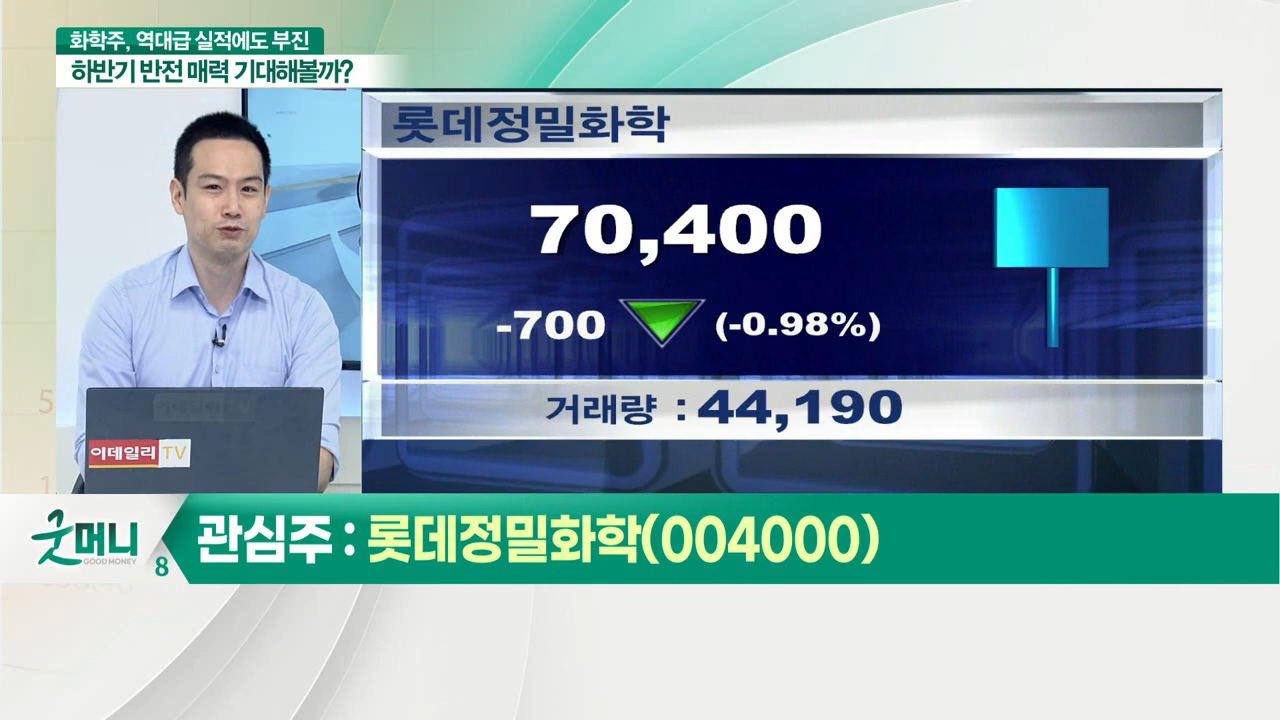 화학주, 역대급 실적에도 부진
하반기 반전 매력 기대해볼까?
롯데정밀화학
70,400
-700 ▼ (-0.98%)
거래량 : 44,190
이데일리 TV
굿머니
GOOD MONEY
8
관심주 : 롯데정밀화학(004000)